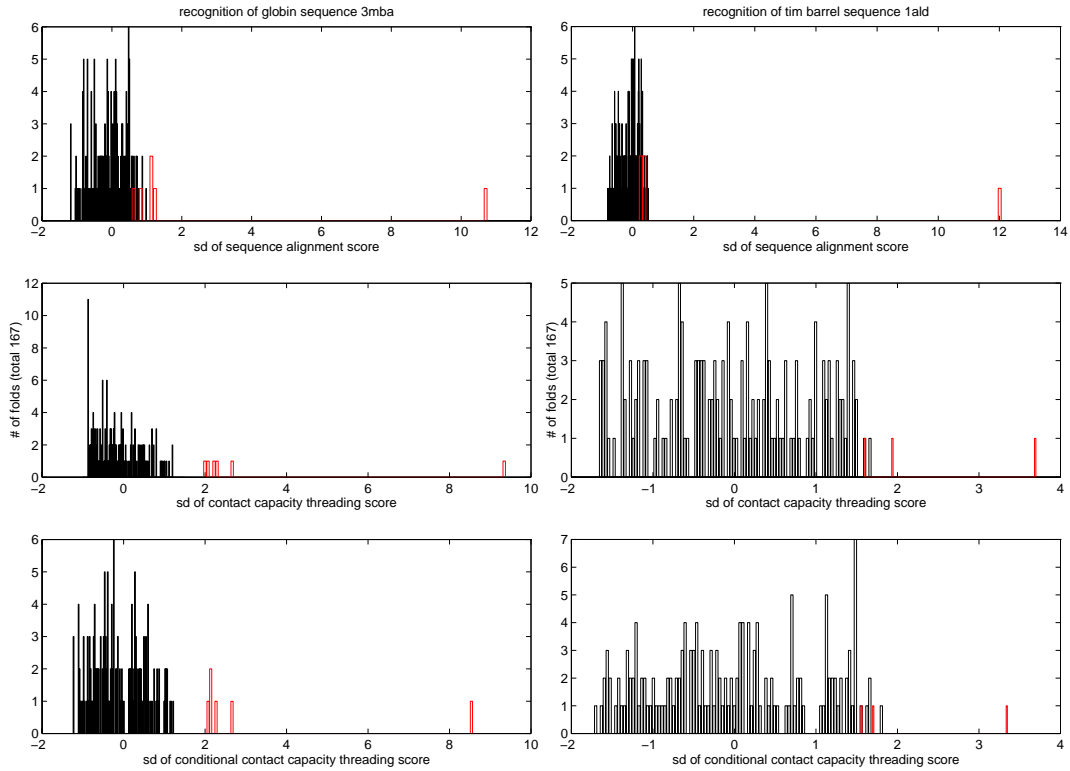 recognition of globin sequence 3mba
6
5
4
3
2
1
0
−2 0 2 4 6 8 10 12
sd of sequence alignment score
recognition of tim barrel sequence 1ald
6
5
4
3
2
1
0
−2 0 2 4 6 8 10 12 14
sd of sequence alignment score
# of folds (total 167)
12
10
8
6
4
2
0
−2 0 2 4 6 8 10
sd of contact capacity threading score
# of folds (total 167)
5
4
3
2
1
0
−2 −1 0 1 2 3 4
sd of contact capacity threading score
6
5
4
3
2
1
0
−2 0 2 4 6 8 10
sd of conditional contact capacity threading score
7
6
5
4
3
2
1
0
−2 −1 0 1 2 3 4
sd of conditional contact capacity threading score